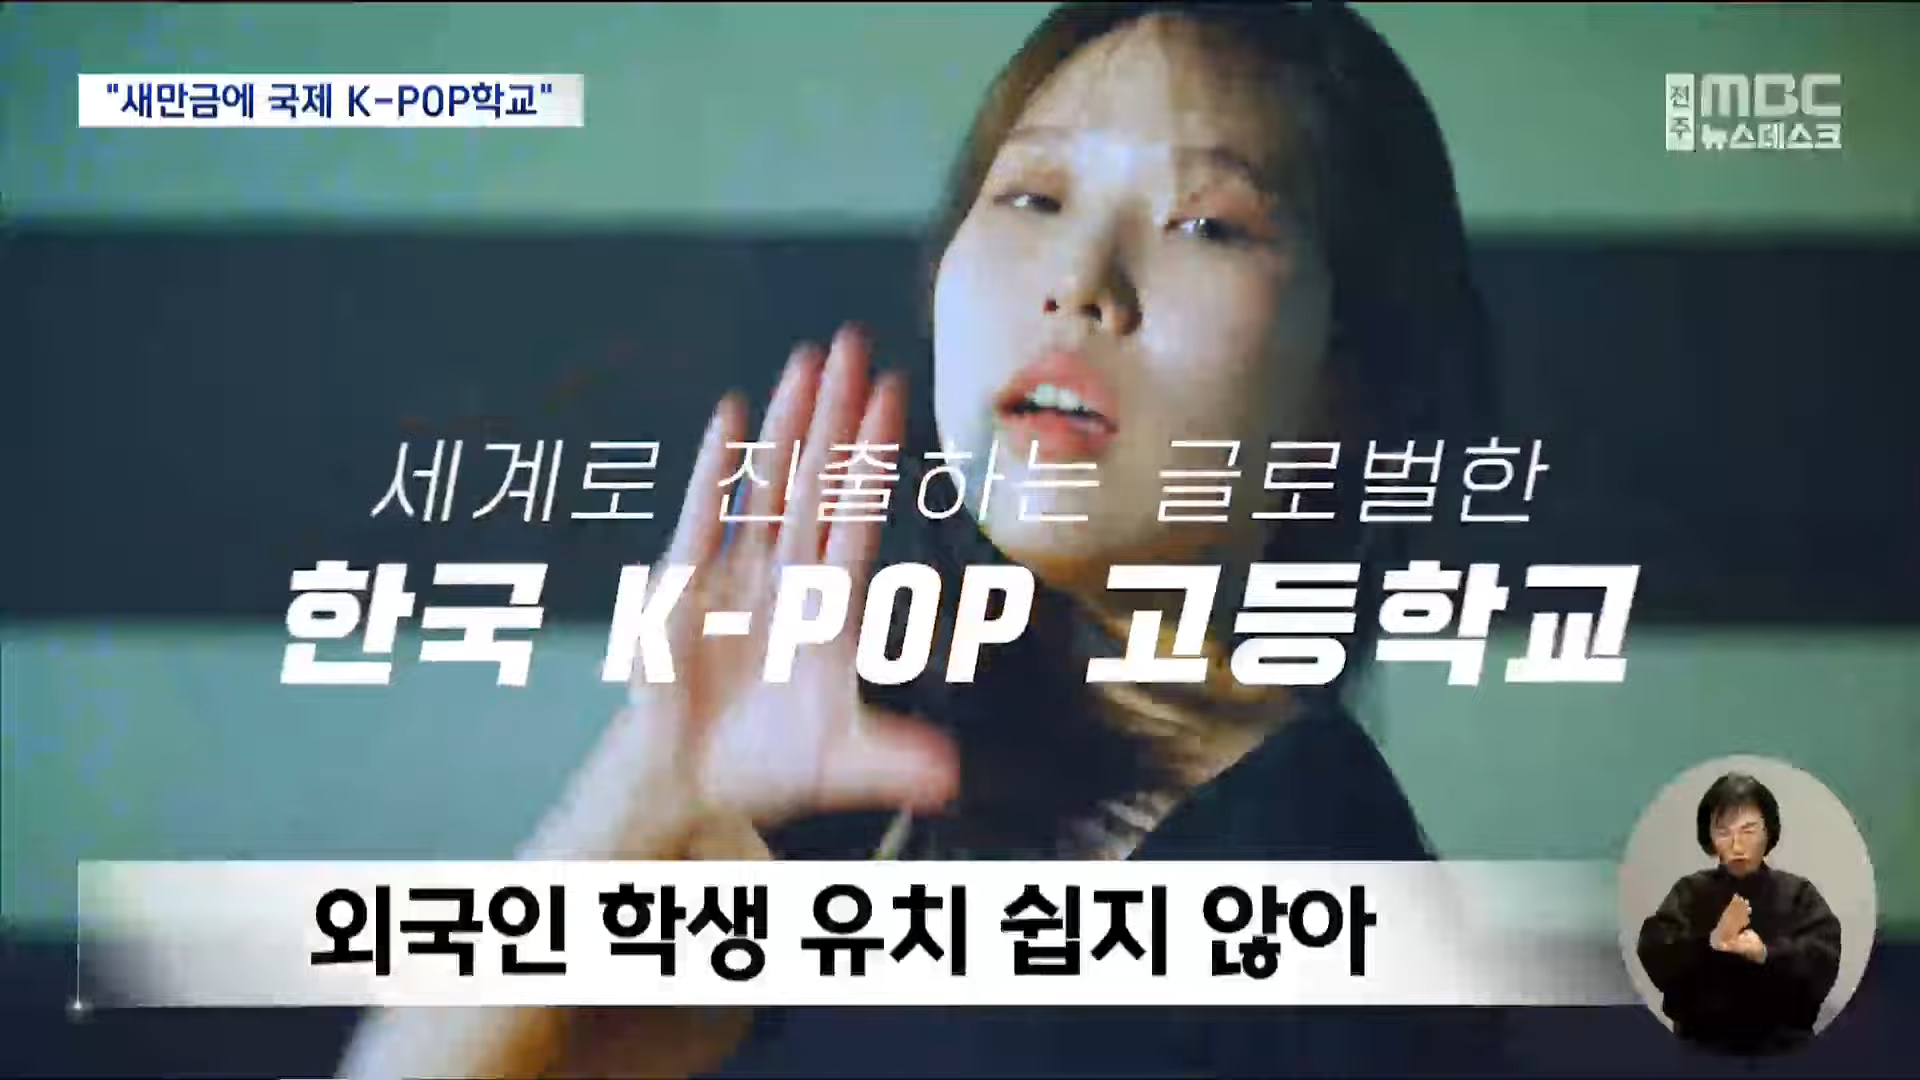 "새만금에 국제 K-POP학교"
전주 MBC 뉴스데스크
세계로 진출하는 글로벌한
한국 K-POP 고등학교
외국인 학생 유치 쉽지 않아